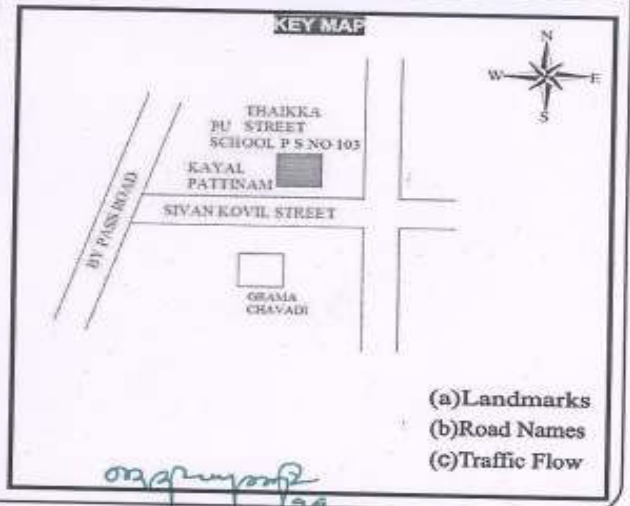 KEY MAP
N
W E
S
THAIKKA
PU STREET
SCHOOL P S NO 103
KAYAL
PATTINAM
SIVAN KOVIL STREET
BY PASS ROAD
GRAMA
CHAVADI
(a)Landmarks
(b)Road Names
(c)Traffic Flow